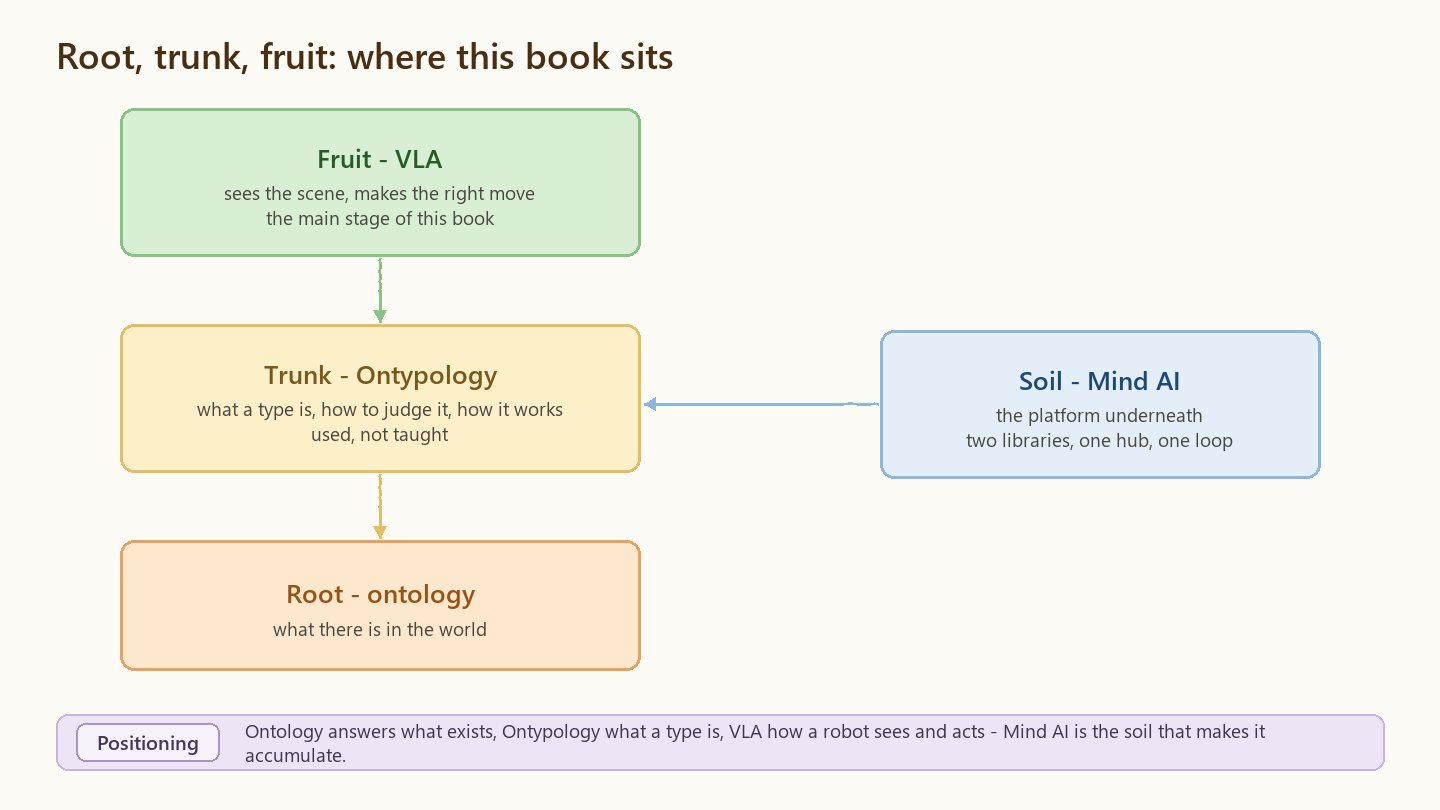 Root, trunk, fruit: where this book sits
Fruit - VLA
sees the scene, makes the right move
the main stage of this book
Trunk - Ontypology
what a type is, how to judge it, how it works
used, not taught
Soil - Mind AI
the platform underneath
two libraries, one hub, one loop
Root - ontology
what there is in the world
Positioning
Ontology answers what exists, Ontypology what a type is, VLA how a robot sees and acts - Mind AI is the soil that makes it
accumulate.